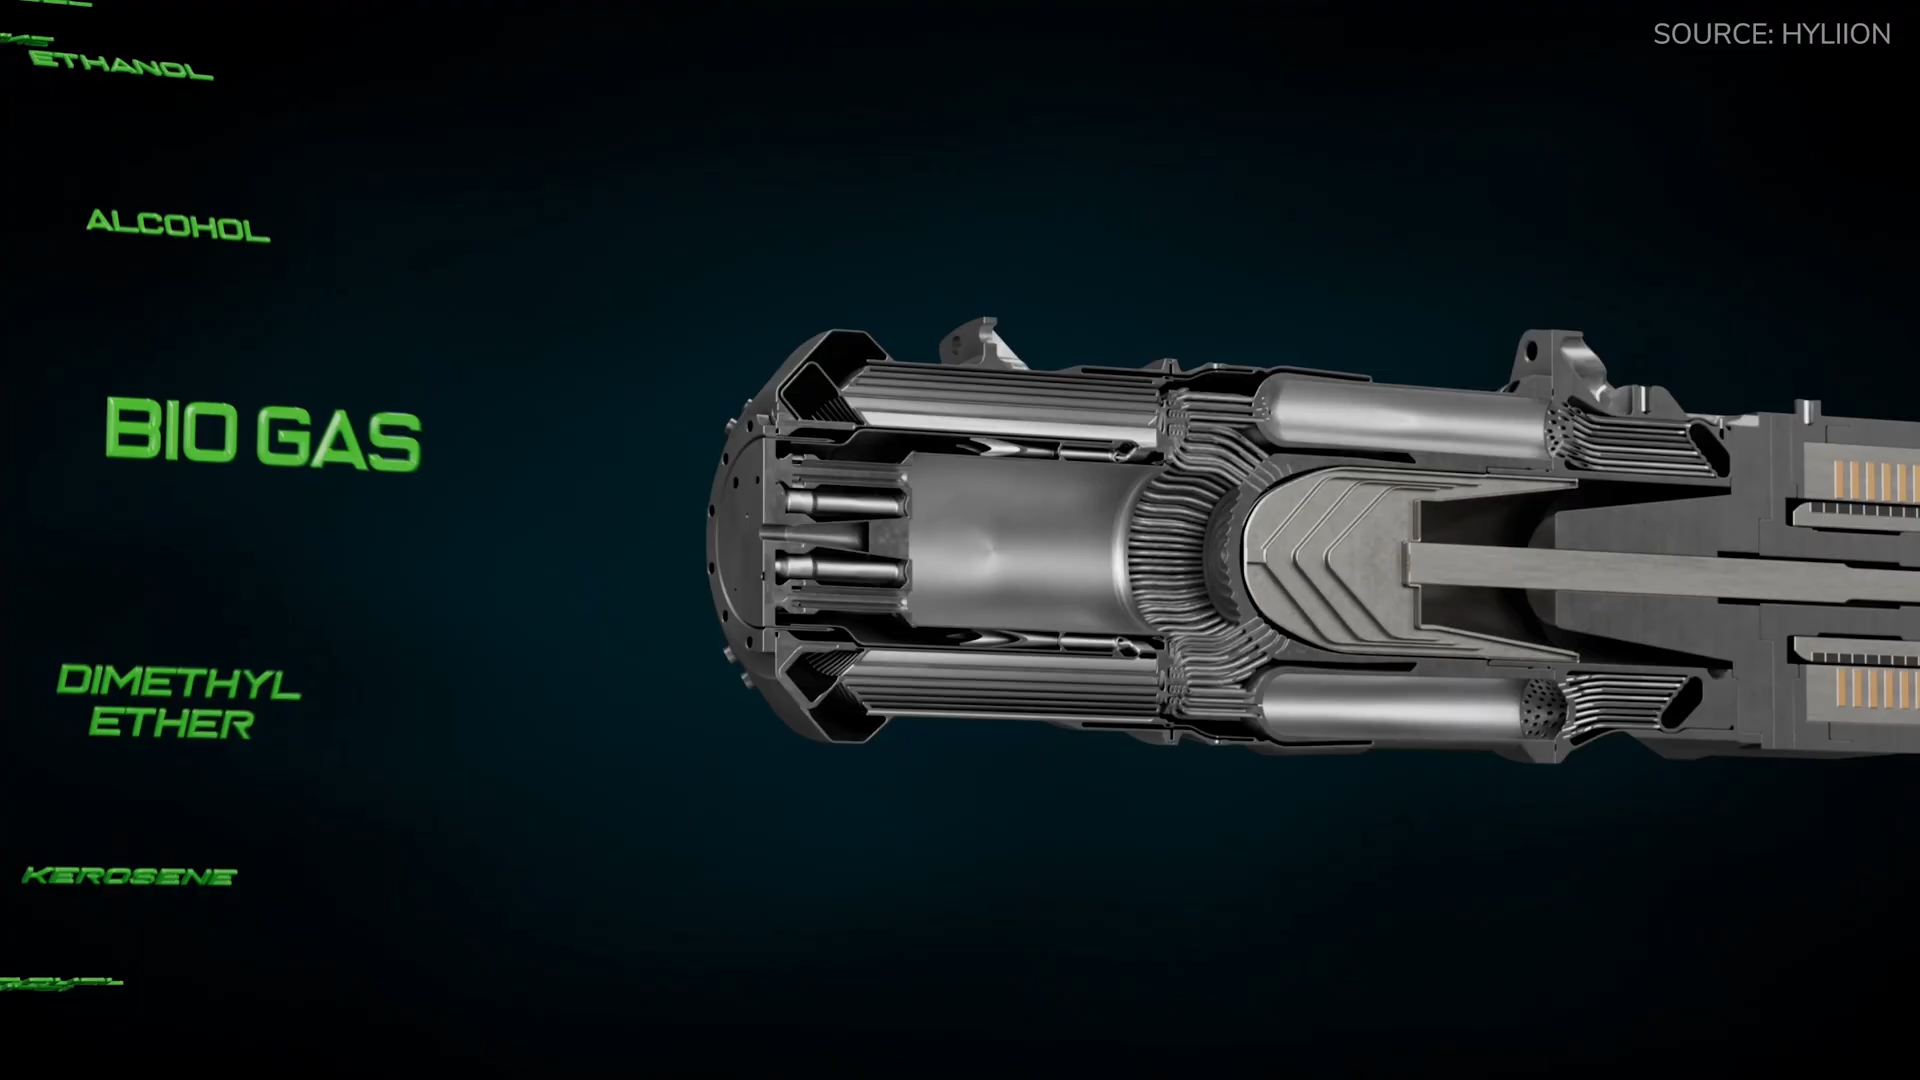 SOURCE: HYLIION
ETHANOL
ALCOHOL
BIO GAS
DIMETHYL
ETHER
KEROSENE